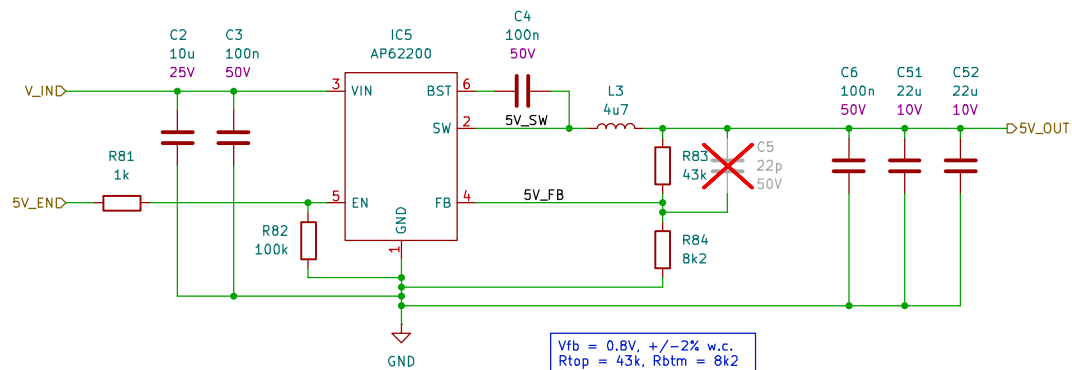 C2
10u
25V
C3
100n
50V
IC5
AP62200
C4
100n
50V
V_IN
3
VIN
BST
6
SW
2
5V_SW
L3
4u7
C6
100n
50V
C51
22u
10V
C52
22u
10V
5V_OUT
R81
1k
5V_EN
5
EN
FB
4
5V_FB
R83
43k
C5
22p
50V
R82
100k
GND
1
R84
8k2
GND
Vfb = 0.8V, +/-2% w.c.
Rtop = 43k, Rbtm = 8k2